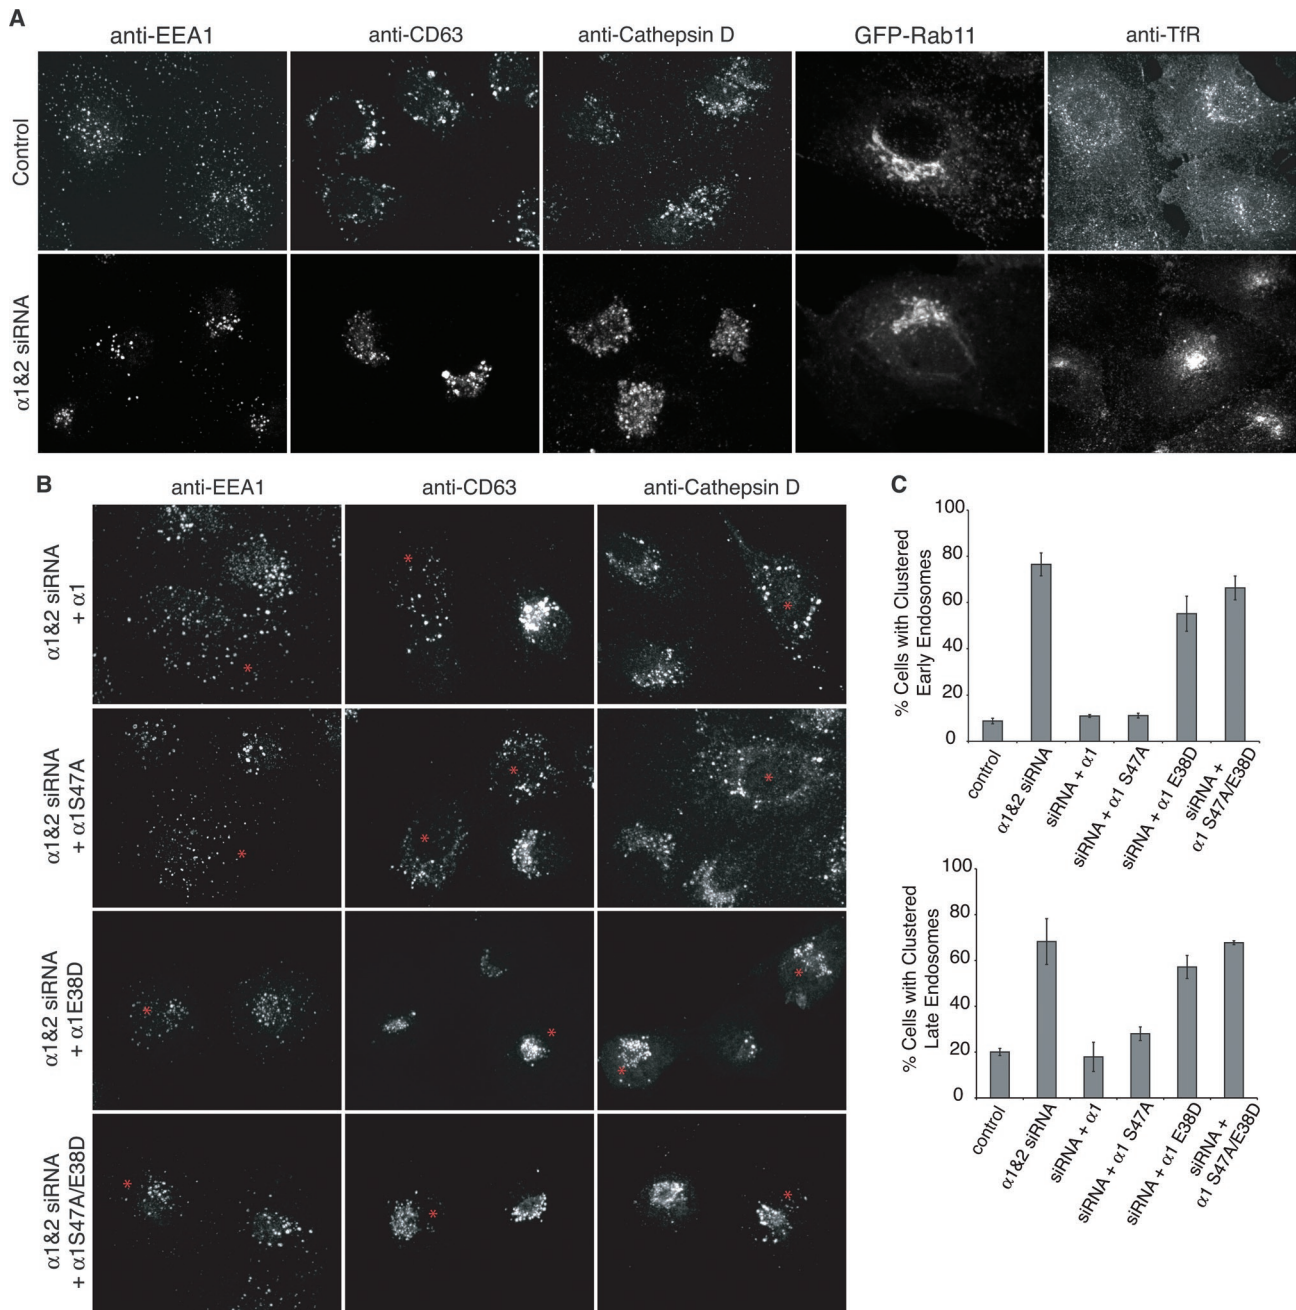 A
anti-EEA1
anti-CD63
anti-Cathepsin D
GFP-Rab11
anti-TfR
Control
α1&2 siRNA
B
anti-EEA1
anti-CD63
anti-Cathepsin D
α1&2 siRNA
+ α1
α1&2 siRNA
+ α1S47A
α1&2 siRNA
+ α1E38D
α1&2 siRNA
+ α1S47A/E38D
*
*
*
*
*
*
*
*
*
*
*
*
*
*
C
% Cells with Clustered
Early Endosomes
100
80
60
40
20
0
control
α1&2 siRNA
siRNA + α1
siRNA + α1 S47A
siRNA + α1 E38D
siRNA +
α1 S47A/E38D
% Cells with Clustered
Late Endosomes
100
80
60
40
20
0
control
α1&2 siRNA
siRNA + α1
siRNA + α1 S47A
siRNA + α1 E38D
siRNA +
α1 S47A/E38D